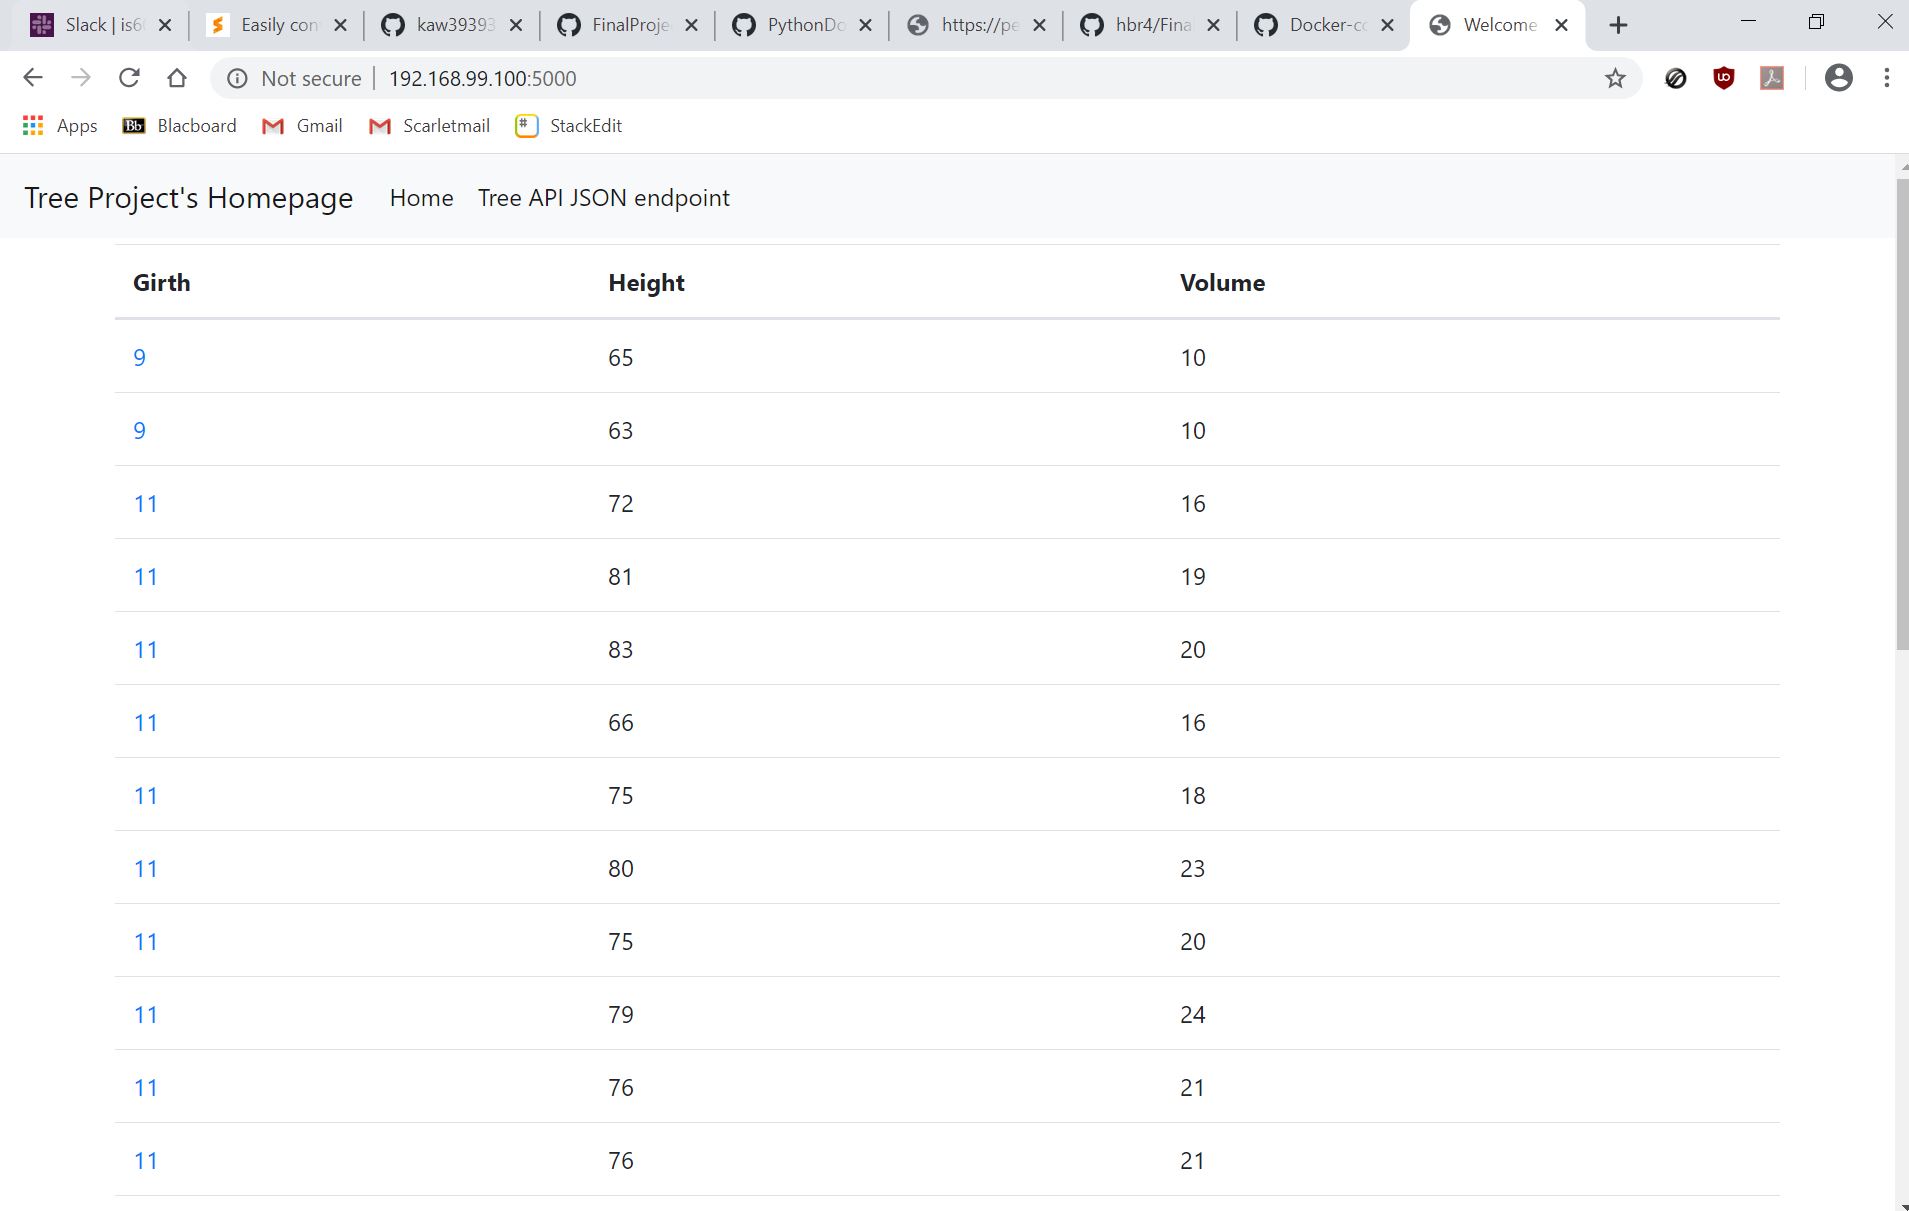 Slack | is6 Easily con kaw39393 FinalProje PythonDo https://pe hbr4/Fina Docker-co Welcome
Not secure 192.168.99.100:5000
Apps Bb Blacboard Gmail Scarletmail # StackEdit
Tree Project's Homepage Home Tree API JSON endpoint
Girth Height Volume
9 65 10
9 63 10
11 72 16
11 81 19
11 83 20
11 66 16
11 75 18
11 80 23
11 75 20
11 79 24
11 76 21
11 76 21